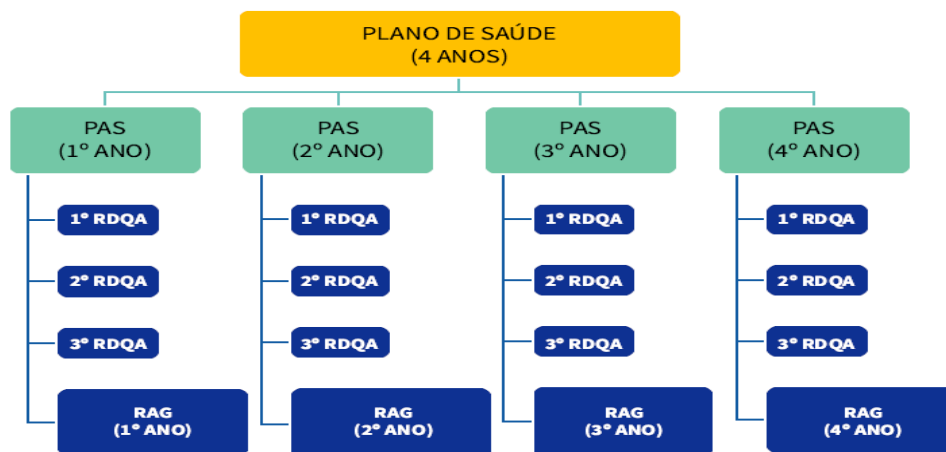 PLANO DE SAÚDE
(4 ANOS)
PAS
(1º ANO)
PAS
(2º ANO)
PAS
(3º ANO)
PAS
(4º ANO)
1º RDQA
1º RDQA
1º RDQA
1º RDQA
2º RDQA
2º RDQA
2º RDQA
2º RDQA
3º RDQA
3º RDQA
3º RDQA
3º RDQA
RAG
(1º ANO)
RAG
(2º ANO)
RAG
(3º ANO)
RAG
(4º ANO)